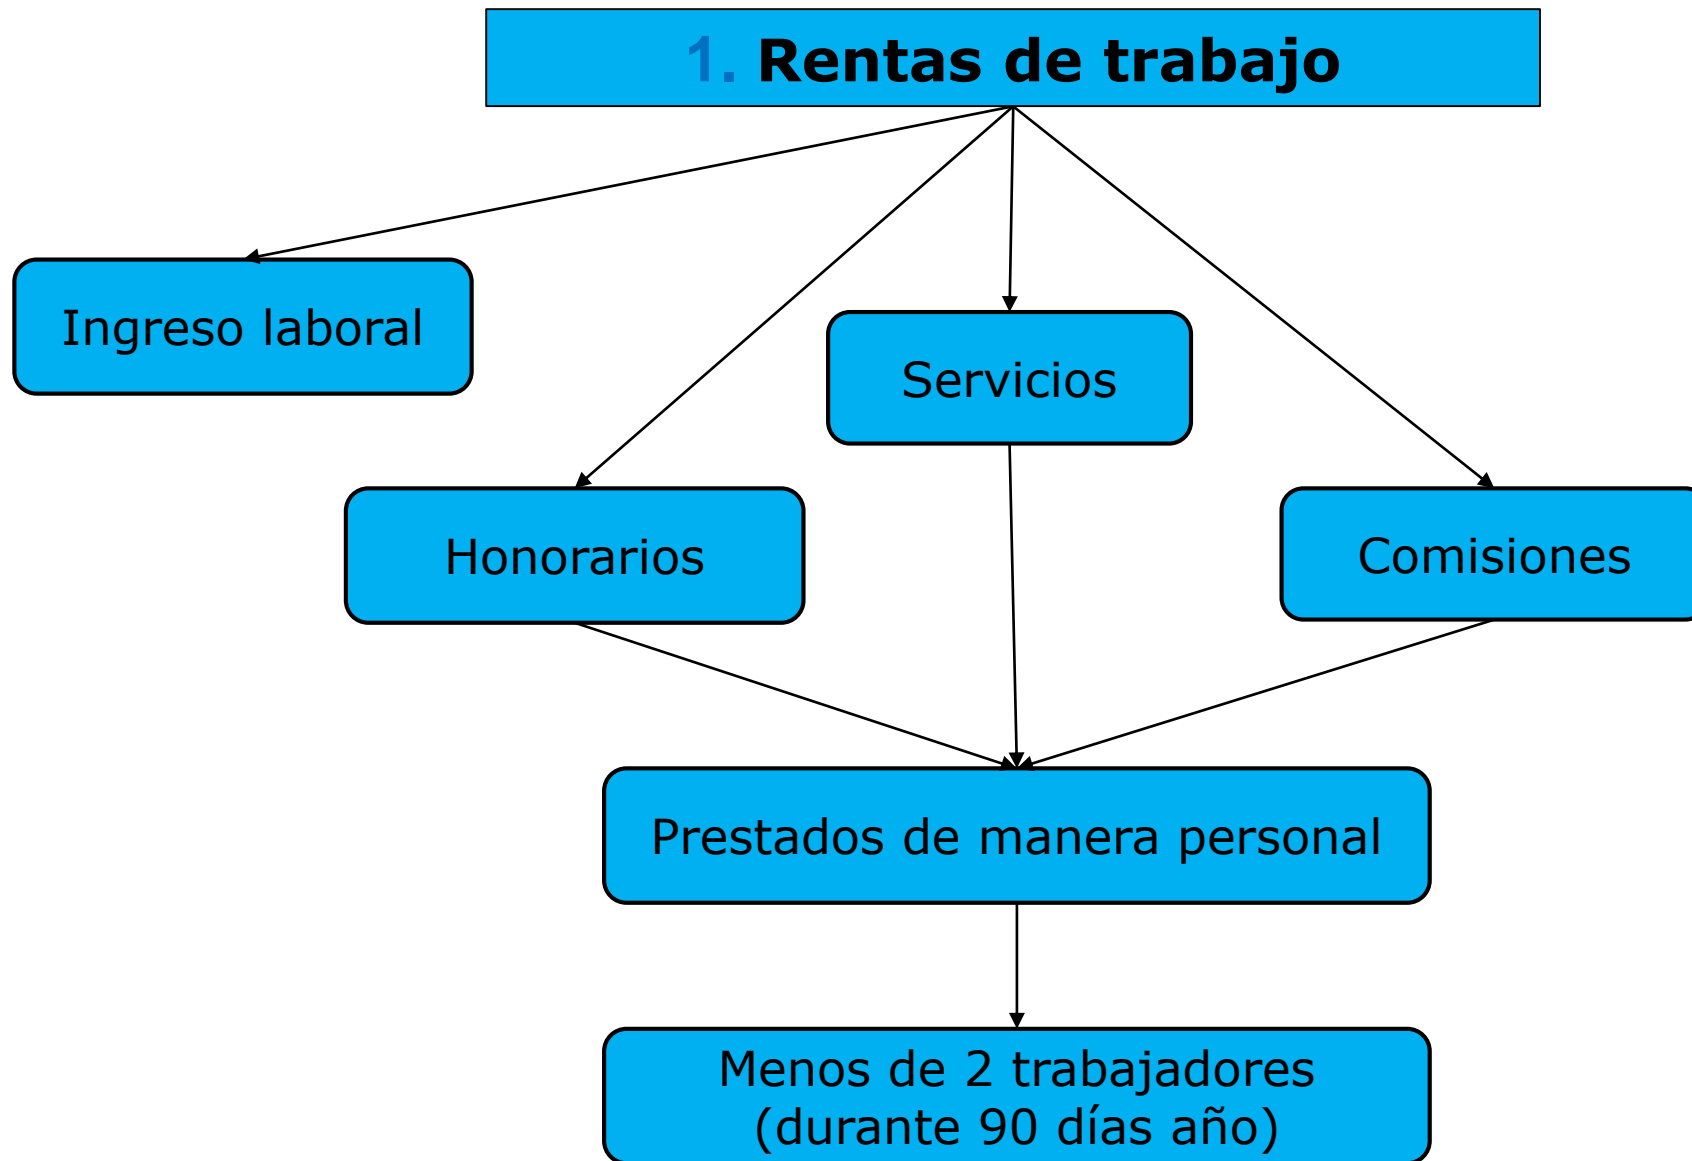 1. Rentas de trabajo
Ingreso laboral
Servicios
Honorarios
Comisiones
Prestados de manera personal
Menos de 2 trabajadores
(durante 90 días año)